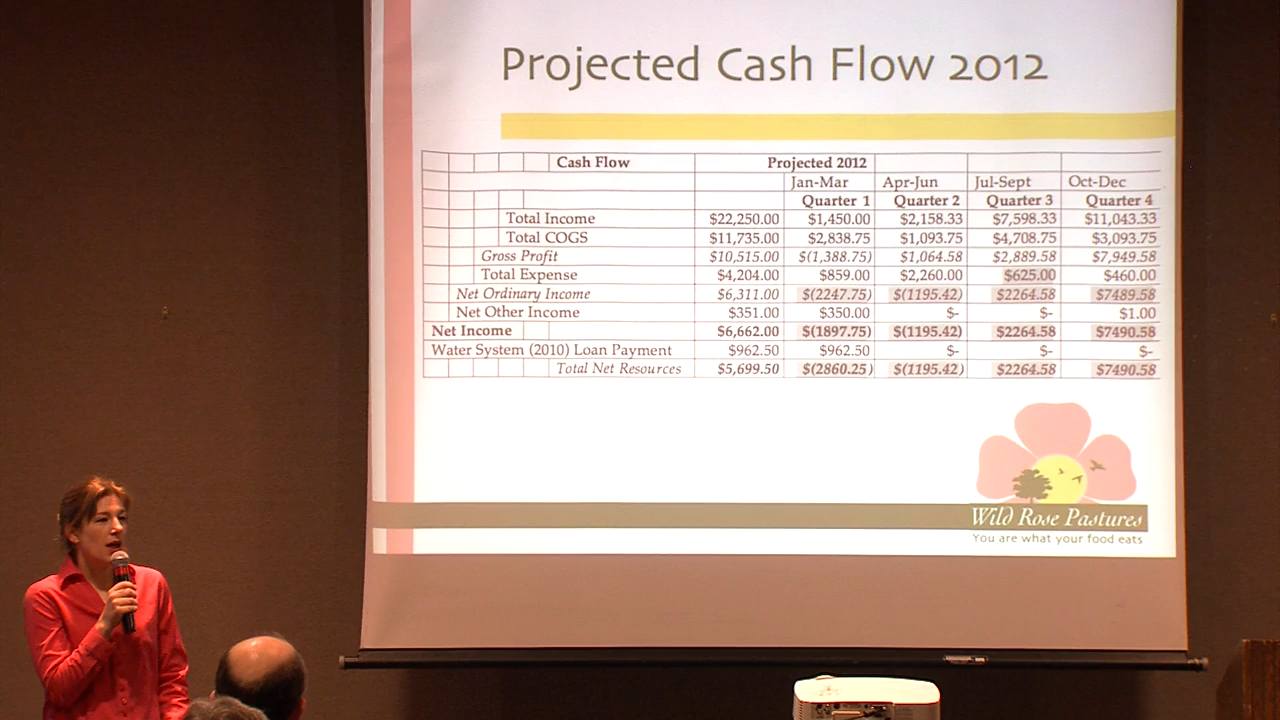 Projected Cash Flow 2012
Cash Flow Projected 2012
Jan-Mar Apr-Jun Jul-Sept Oct-Dec
Quarter 1 Quarter 2 Quarter 3 Quarter 4
Total Income $22,250.00 $1,450.00 $2,158.33 $7,598.33 $11,043.33
Total COGS $11,735.00 $2,838.75 $1,093.75 $4,708.75 $3,093.75
Gross Profit $10,515.00 $(1,388.75) $1,064.58 $2,889.58 $7,949.58
Total Expense $4,204.00 $859.00 $2,260.00 $625.00 $460.00
Net Ordinary Income $6,311.00 $(2247.75) $(1195.42) $2264.58 $7489.58
Net Other Income $351.00 $350.00 $- $- $1.00
Net Income $6,662.00 $(1897.75) $(1195.42) $2264.58 $7490.58
Water System (2010) Loan Payment $962.50 $962.50 $- $- $-
Total Net Resources $5,699.50 $(2860.25) $(1195.42) $2264.58 $7490.58
Wild Rose Pastures
You are what your food eats